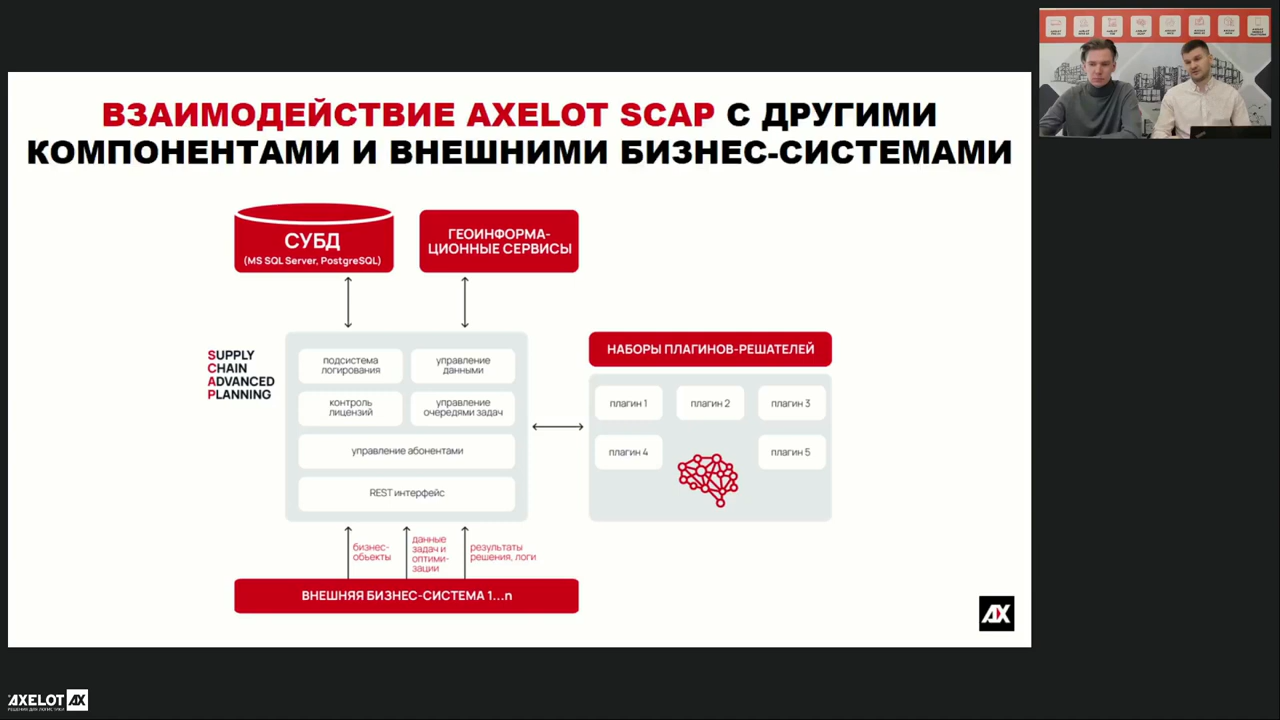 ВЗАИМОДЕЙСТВИЕ AXELOT SCAP С ДРУГИМИ
КОМПОНЕНТАМИ И ВНЕШНИМИ БИЗНЕС-СИСТЕМАМИ
СУБД
(MS SQL Server, PostgreSQL)
ГЕОИНФОРМА-
ЦИОННЫЕ СЕРВИСЫ
SUPPLY
CHAIN
ADVANCED
PLANNING
подсистема
логирования
управление
данными
контроль
лицензий
управление
очередями задач
управление абонентами
REST интерфейс
НАБОРЫ ПЛАГИНОВ-РЕШАТЕЛЕЙ
плагин 1
плагин 2
плагин 3
плагин 4
плагин 5
бизнес-
объекты
данные
задач и
оптими-
зации
результаты
решения, логи
ВНЕШНЯЯ БИЗНЕС-СИСТЕМА 1...n
AX
AXELOT AX
РЕШЕНИЯ ДЛЯ ЛОГИСТИКИ